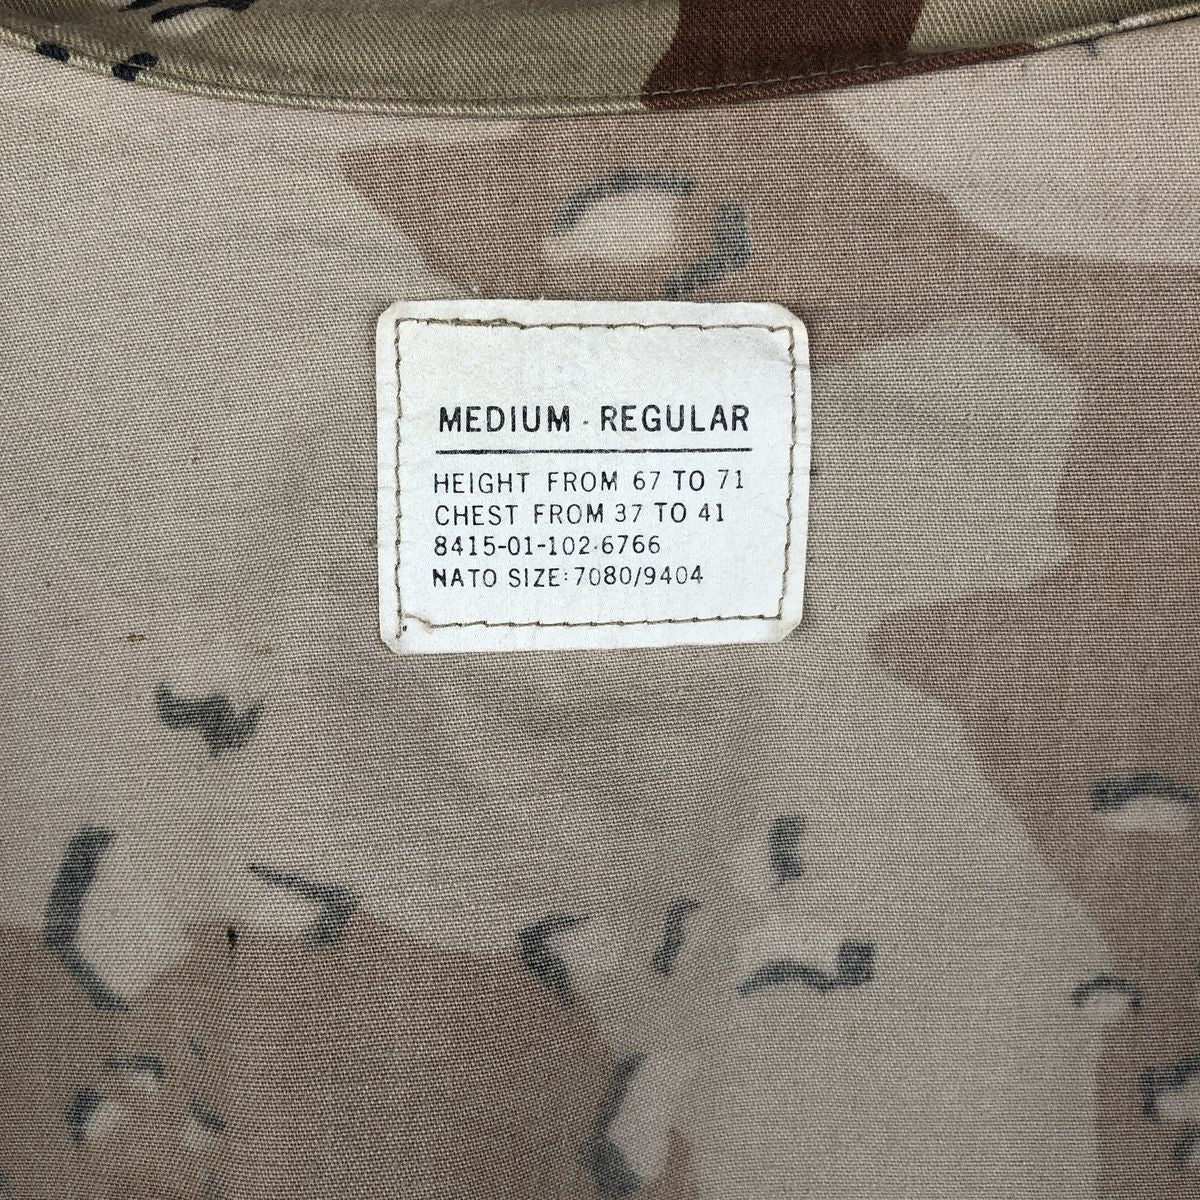 MEDIUM - REGULAR
HEIGHT FROM 67 TO 71
CHEST FROM 37 TO 41
8415-01-102-6766
NATO SIZE: 7080/9404